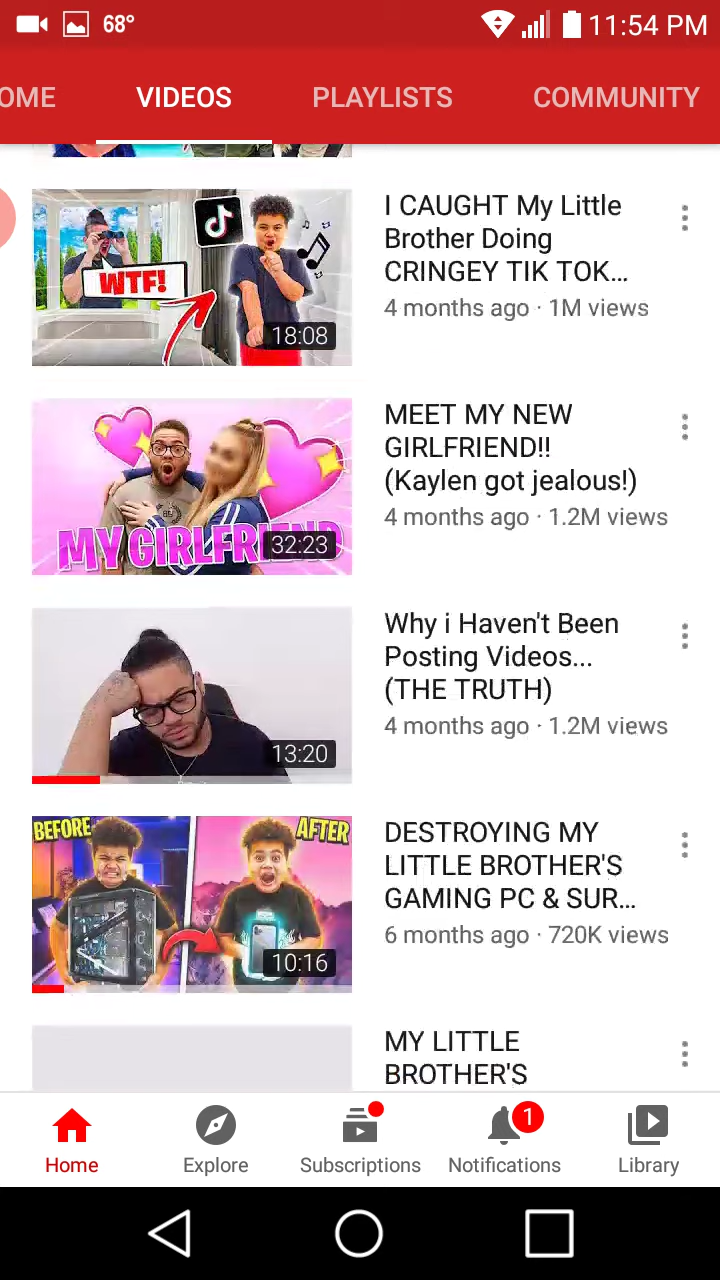 68°
11:54 PM
OME
VIDEOS
PLAYLISTS
COMMUNITY
WTF!
18:08
I CAUGHT My Little
Brother Doing
CRINGEY TIK TOK...
4 months ago · 1M views
MY GIRLFRIEND
32:23
MEET MY NEW
GIRLFRIEND!!
(Kaylen got jealous!)
4 months ago · 1.2M views
13:20
Why i Haven't Been
Posting Videos...
(THE TRUTH)
4 months ago · 1.2M views
BEFORE
AFTER
10:16
DESTROYING MY
LITTLE BROTHER'S
GAMING PC & SUR...
6 months ago · 720K views
MY LITTLE
BROTHER'S
1
Home
Explore
Subscriptions
Notifications
Library